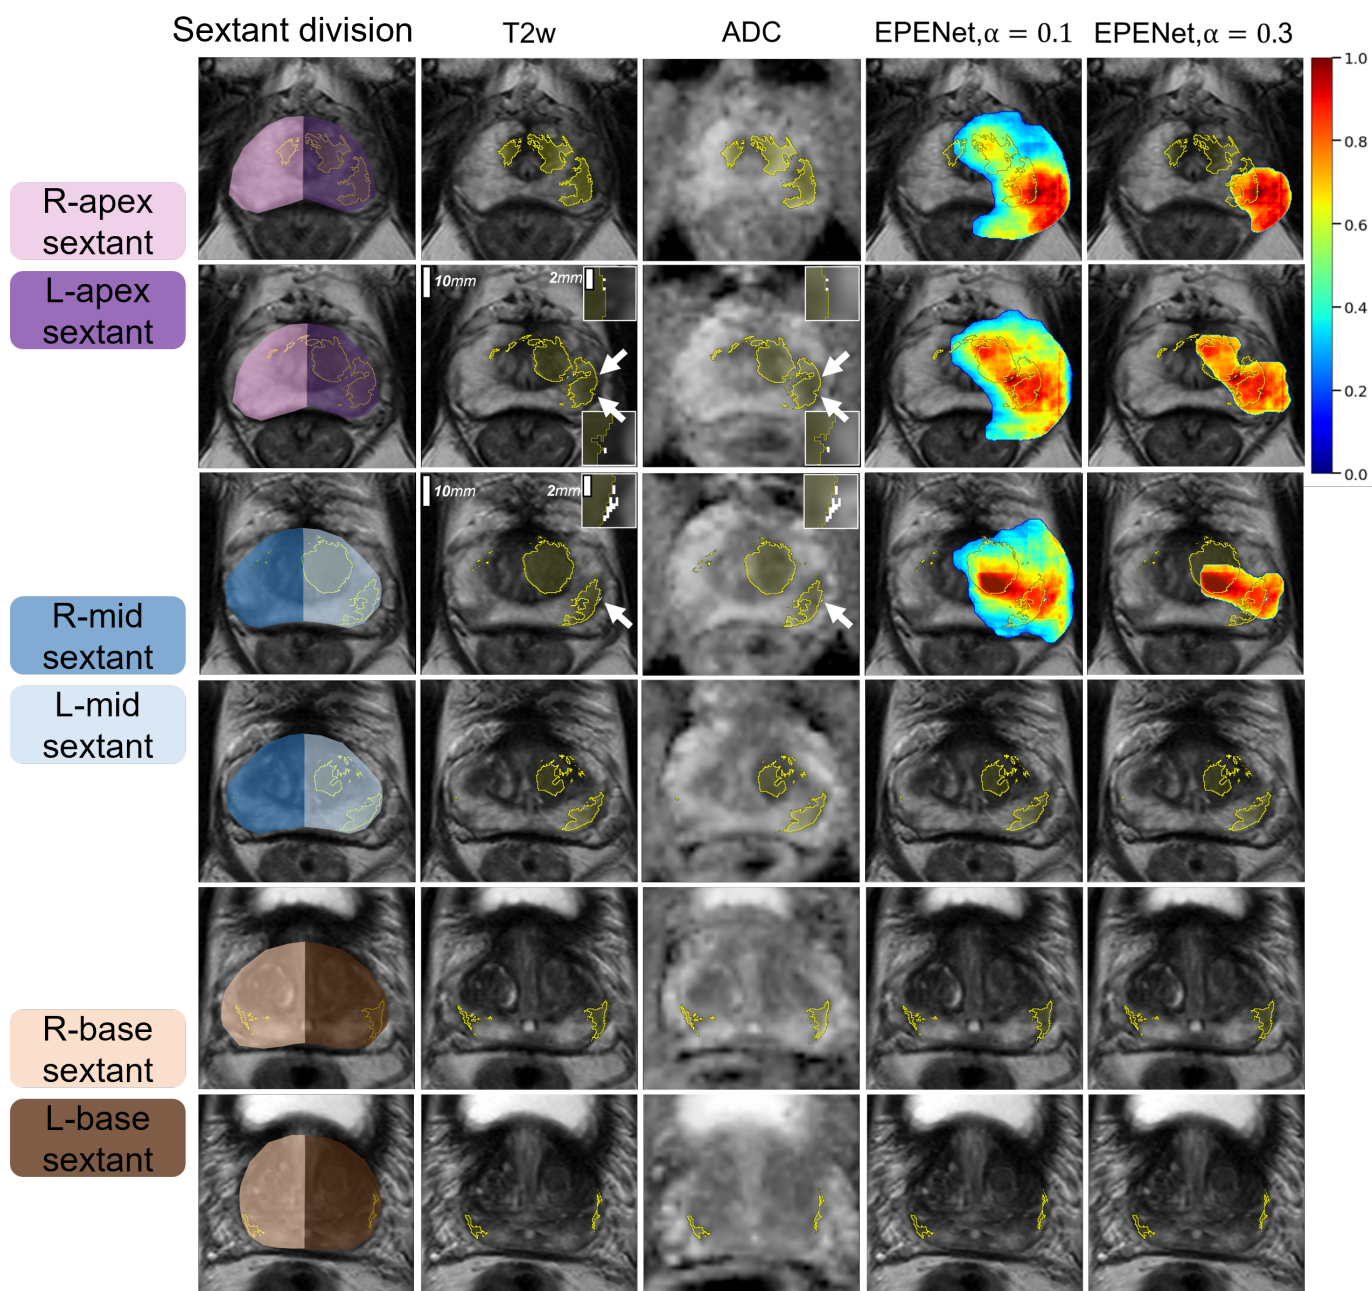 Sextant division
T2w
ADC
EPENet,α = 0.1
EPENet,α = 0.3
1.0
0.8
0.6
0.4
0.2
0.0
R-apex
sextant
L-apex
sextant
10mm
2mm
10mm
2mm
R-mid
sextant
L-mid
sextant
R-base
sextant
L-base
sextant